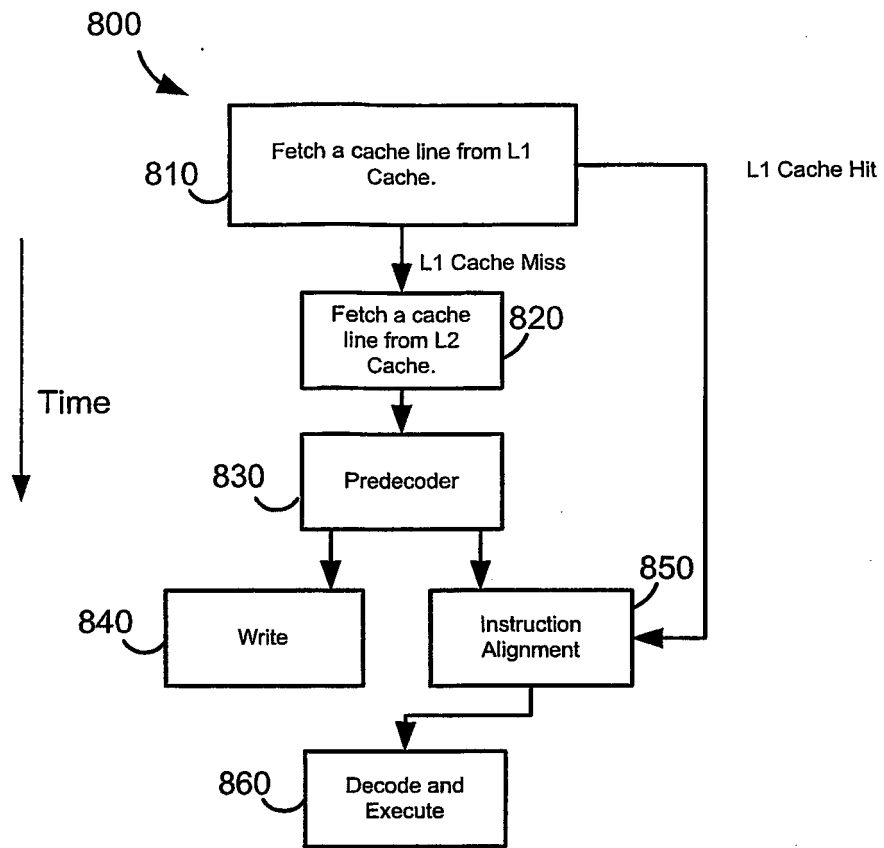 800
Fetch a cache line from L1
Cache.
810
L1 Cache Hit
L1 Cache Miss
Fetch a cache
line from L2
Cache.
820
Time
830
Predecoder
850
840
Write
Instruction
Alignment
860
Decode and
Execute